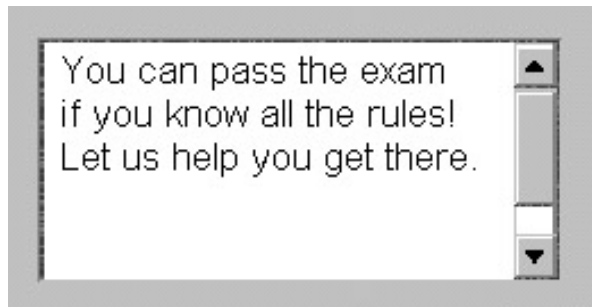 You can pass the exam
if you know all the rules!
Let us help you get there.